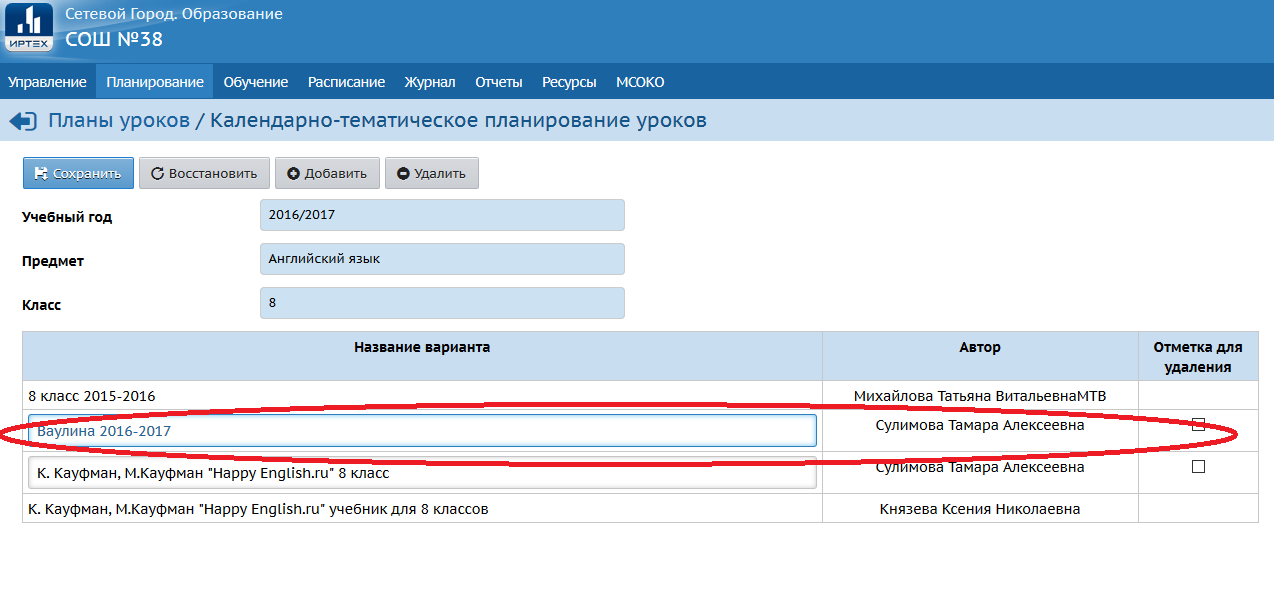 Сетевой Город. Образование
ИРТЕХ
СОШ №38
Управление Планирование Обучение Расписание Журнал Отчеты Ресурсы МСОКО
Планы уроков / Календарно-тематическое планирование уроков
Сохранить Восстановить Добавить Удалить
Учебный год 2016/2017
Предмет Английский язык
Класс 8
Название варианта Автор Отметка для
удаления
8 класс 2015-2016 Михайлова Татьяна ВитальевнаМТВ
Ваулина 2016-2017 Сулимова Тамара Алексеевна
К. Кауфман, М.Кауфман "Happy English.ru" 8 класс Сулимова Тамара Алексеевна
К. Кауфман, М.Кауфман "Happy English.ru" учебник для 8 классов Князева Ксения Николаевна